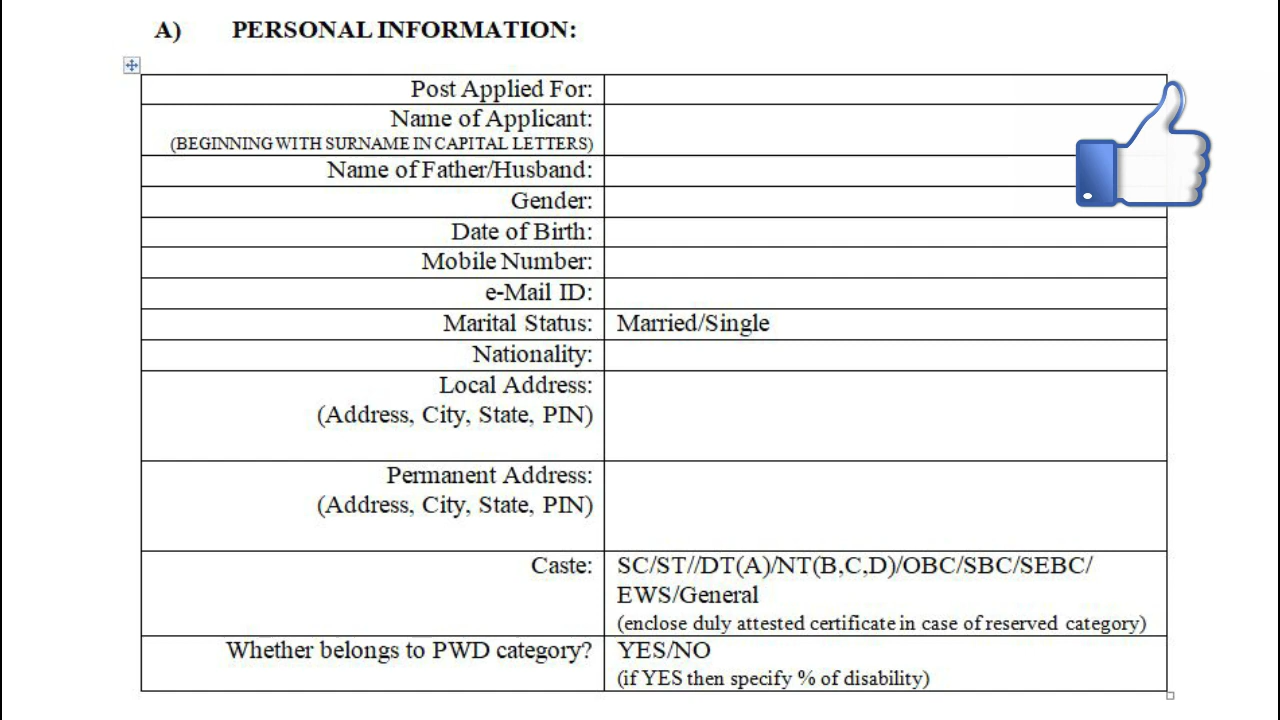 A) PERSONAL INFORMATION:
Post Applied For:
Name of Applicant:
(BEGINNING WITH SURNAME IN CAPITAL LETTERS)
Name of Father/Husband:
Gender:
Date of Birth:
Mobile Number:
e-Mail ID:
Marital Status: Married/Single
Nationality:
Local Address:
(Address, City, State, PIN)
Permanent Address:
(Address, City, State, PIN)
Caste: SC/ST//DT(A)/NT(B,C,D)/OBC/SBC/SEBC/
EWS/General
(enclose duly attested certificate in case of reserved category)
Whether belongs to PWD category? YES/NO
(if YES then specify % of disability)